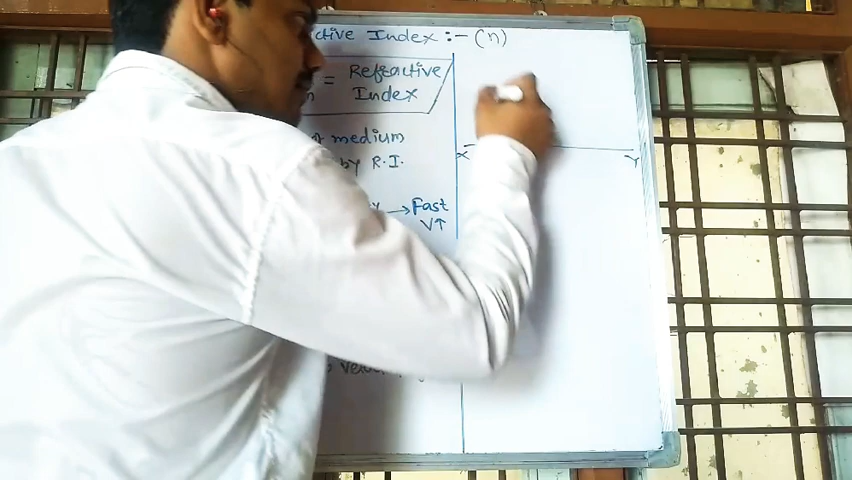 ctive Index :- (n)
= Refractive
Index
medium
by R.I.
→ Fast
V↑
X
Y